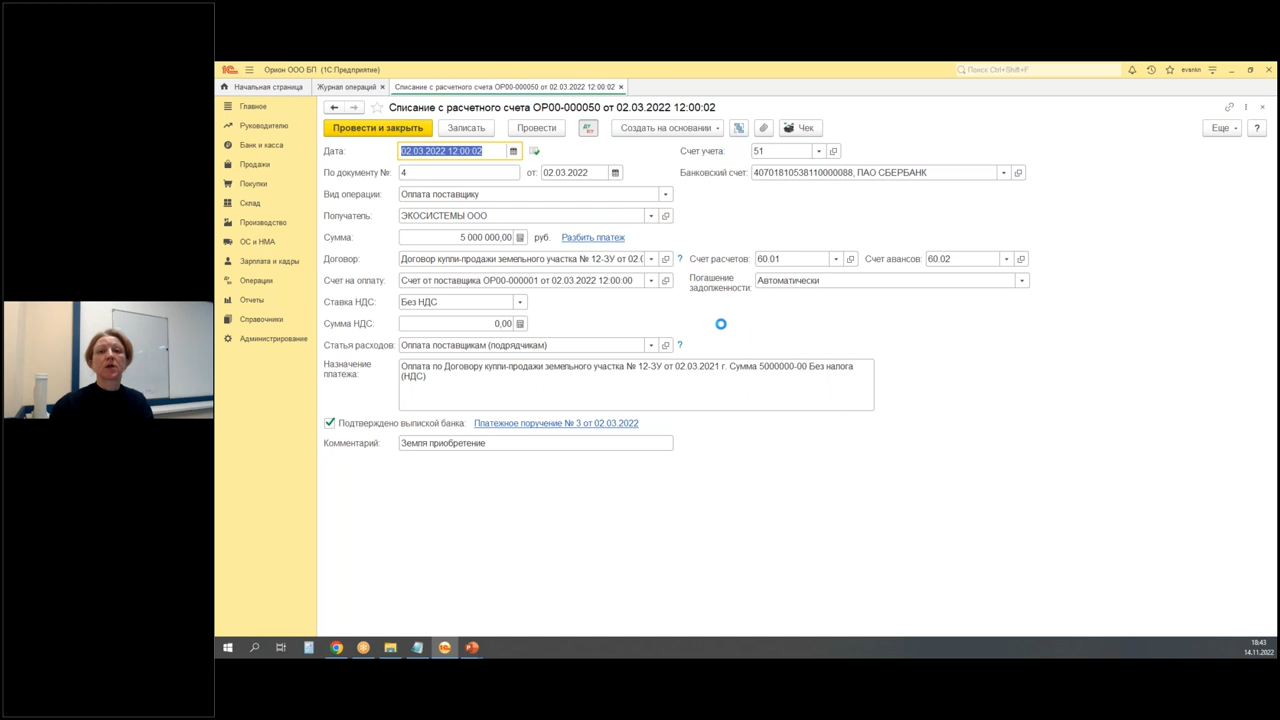 Орион ООО БП (1С:Предприятие)
Поиск Ctrl+Shift+F
evankn
Начальная страница
Журнал операций ×
Списание с расчетного счета ОР00-000050 от 02.03.2022 12:00:02 ×
Главное
Руководителю
Банк и касса
Продажи
Покупки
Склад
Производство
ОС и НМА
Зарплата и кадры
Операции
Отчеты
Справочники
Администрирование
Списание с расчетного счета ОР00-000050 от 02.03.2022 12:00:02
Провести и закрыть Записать Провести Дт Кт Создать на основании Чек Еще ?
Дата: 02.03.2022 12:00:02 Счет учета: 51
По документу №: 4 от: 02.03.2022 Банковский счет: 40701810538110000088, ПАО СБЕРБАНК
Вид операции: Оплата поставщику
Получатель: ЭКОСИСТЕМЫ ООО
Сумма: 5 000 000,00 руб. Разбить платеж
Договор: Договор куппи-продажи земельного участка № 12-ЗУ от 02.0 ? Счет расчетов: 60.01 Счет авансов: 60.02
Счет на оплату: Счет от поставщика ОР00-000001 от 02.03.2022 12:00:00 Погашение задолженности: Автоматически
Ставка НДС: Без НДС
Сумма НДС: 0,00
Статья расходов: Оплата поставщикам (подрядчикам) ?
Назначение платежа: Оплата по Договору куппи-продажи земельного участка № 12-ЗУ от 02.03.2021 г. Сумма 5000000-00 Без налога
(НДС)
Подтверждено выпиской банка: Платежное поручение № 3 от 02.03.2022
Комментарий: Земля приобретение
18:43
14.11.2022